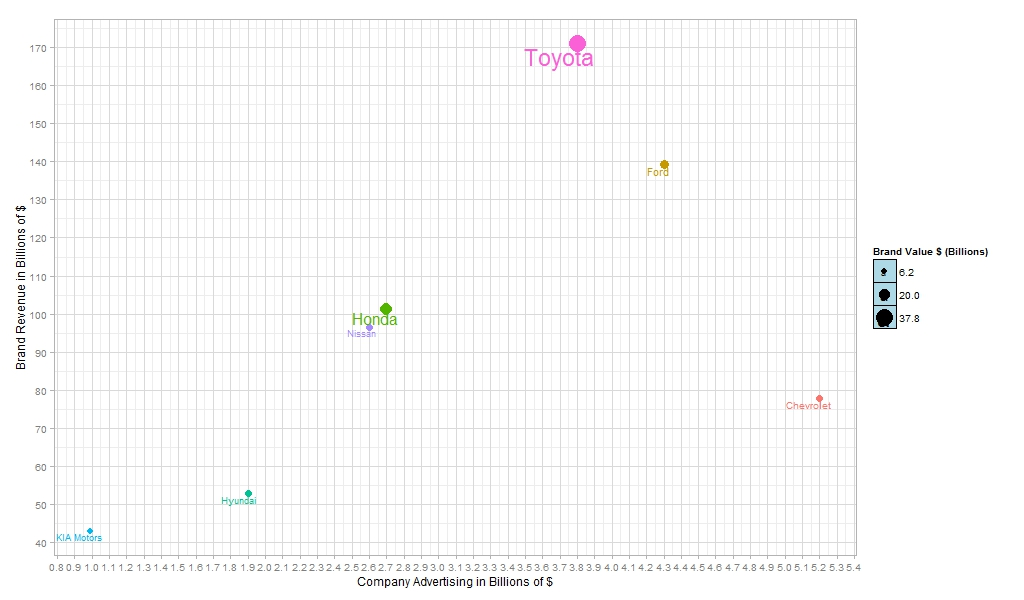 170
160
150
140
130
120
110
100
90
80
70
60
50
40
Brand Revenue in Billions of $
Toyota
Ford
Honda
Nissan
Chevrolet
Hyundai
KIA Motors
0.8 0.9 1.0 1.1 1.2 1.3 1.4 1.5 1.6 1.7 1.8 1.9 2.0 2.1 2.2 2.3 2.4 2.5 2.6 2.7 2.8 2.9 3.0 3.1 3.2 3.3 3.4 3.5 3.6 3.7 3.8 3.9 4.0 4.1 4.2 4.3 4.4 4.5 4.6 4.7 4.8 4.9 5.0 5.1 5.2 5.3 5.4
Company Advertising in Billions of $
Brand Value $ (Billions)
6.2
20.0
37.8